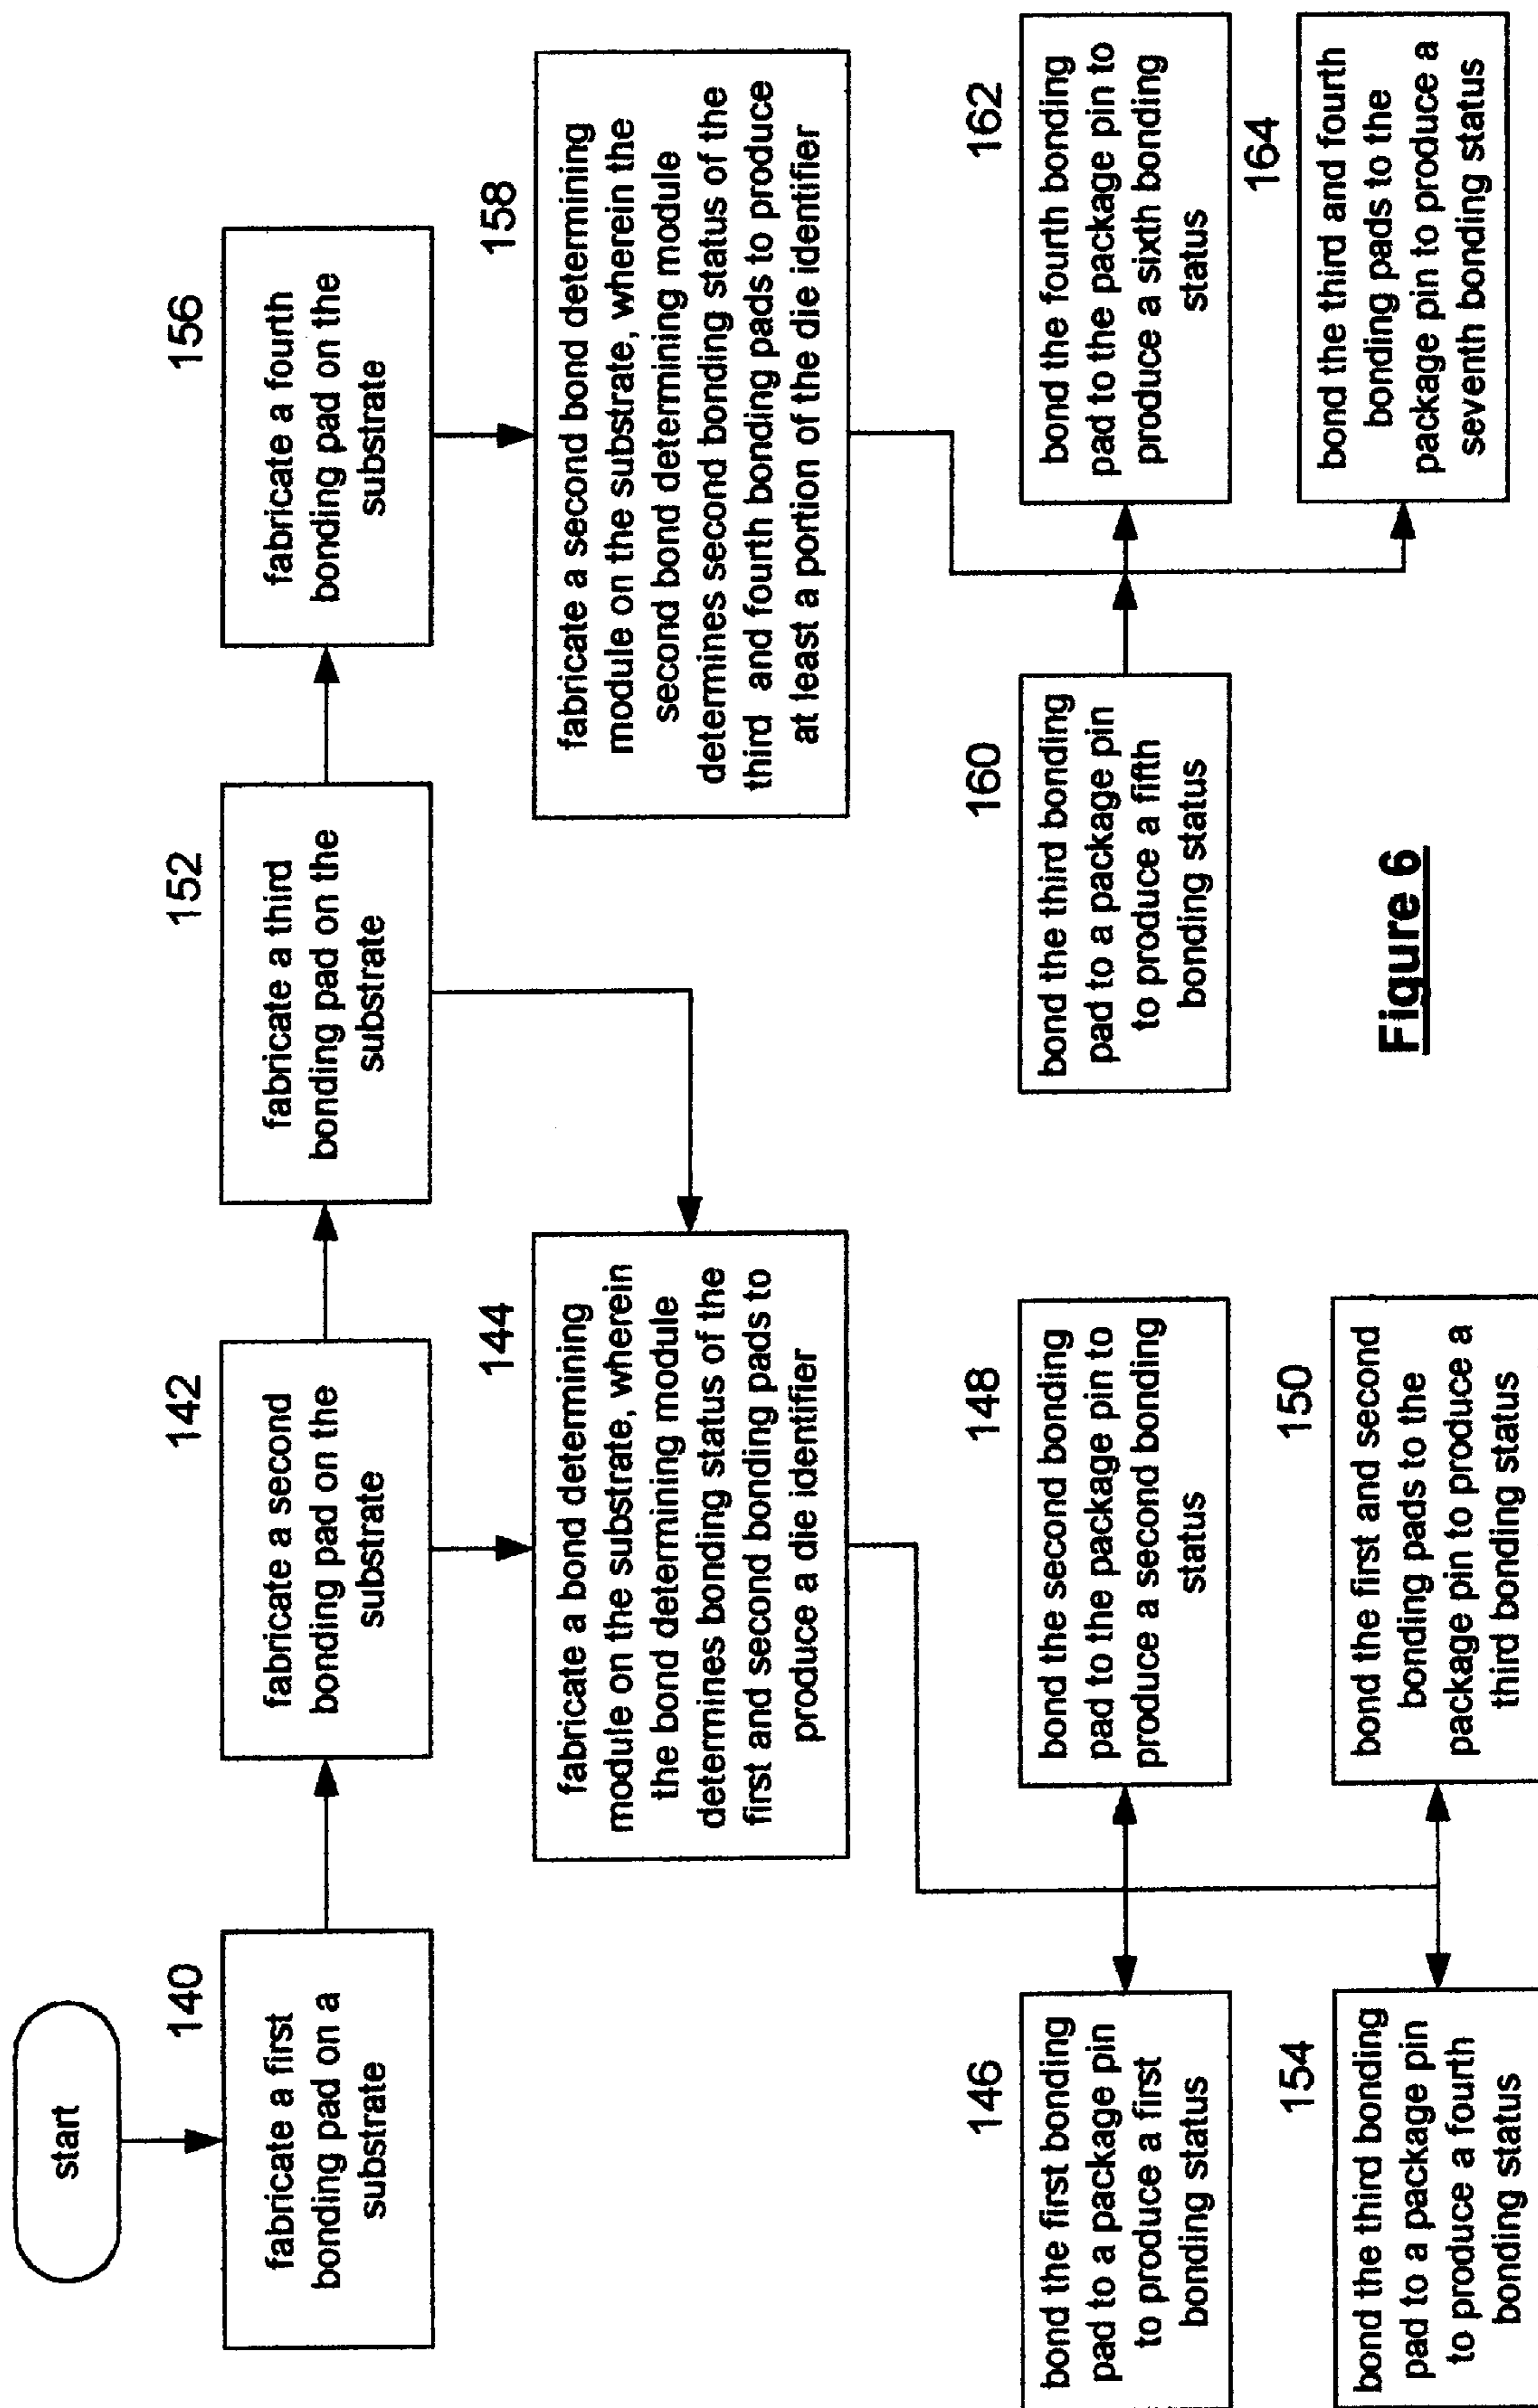 start
140
fabricate a first
bonding pad on a
substrate
142
fabricate a second
bonding pad on the
substrate
152
fabricate a third
bonding pad on the
substrate
156
fabricate a fourth
bonding pad on the
substrate
144
fabricate a bond determining
module on the substrate, wherein
the bond determining module
determines bonding status of the
first and second bonding pads to
produce a die identifier
158
fabricate a second bond determining
module on the substrate, wherein the
second bond determining module
determines second bonding status of the
third and fourth bonding pads to produce
at least a portion of the die identifier
146
bond the first bonding
pad to a package pin
to produce a first
bonding status
148
bond the second bonding
pad to the package pin to
produce a second bonding
status
160
bond the third bonding
pad to a package pin
to produce a fifth
bonding status
162
bond the fourth bonding
pad to the package pin to
produce a sixth bonding
status
154
bond the third bonding
pad to a package pin
to produce a fourth
bonding status
150
bond the first and second
bonding pads to the
package pin to produce a
third bonding status
164
bond the third and fourth
bonding pads to the
package pin to produce a
seventh bonding status
Figure 6